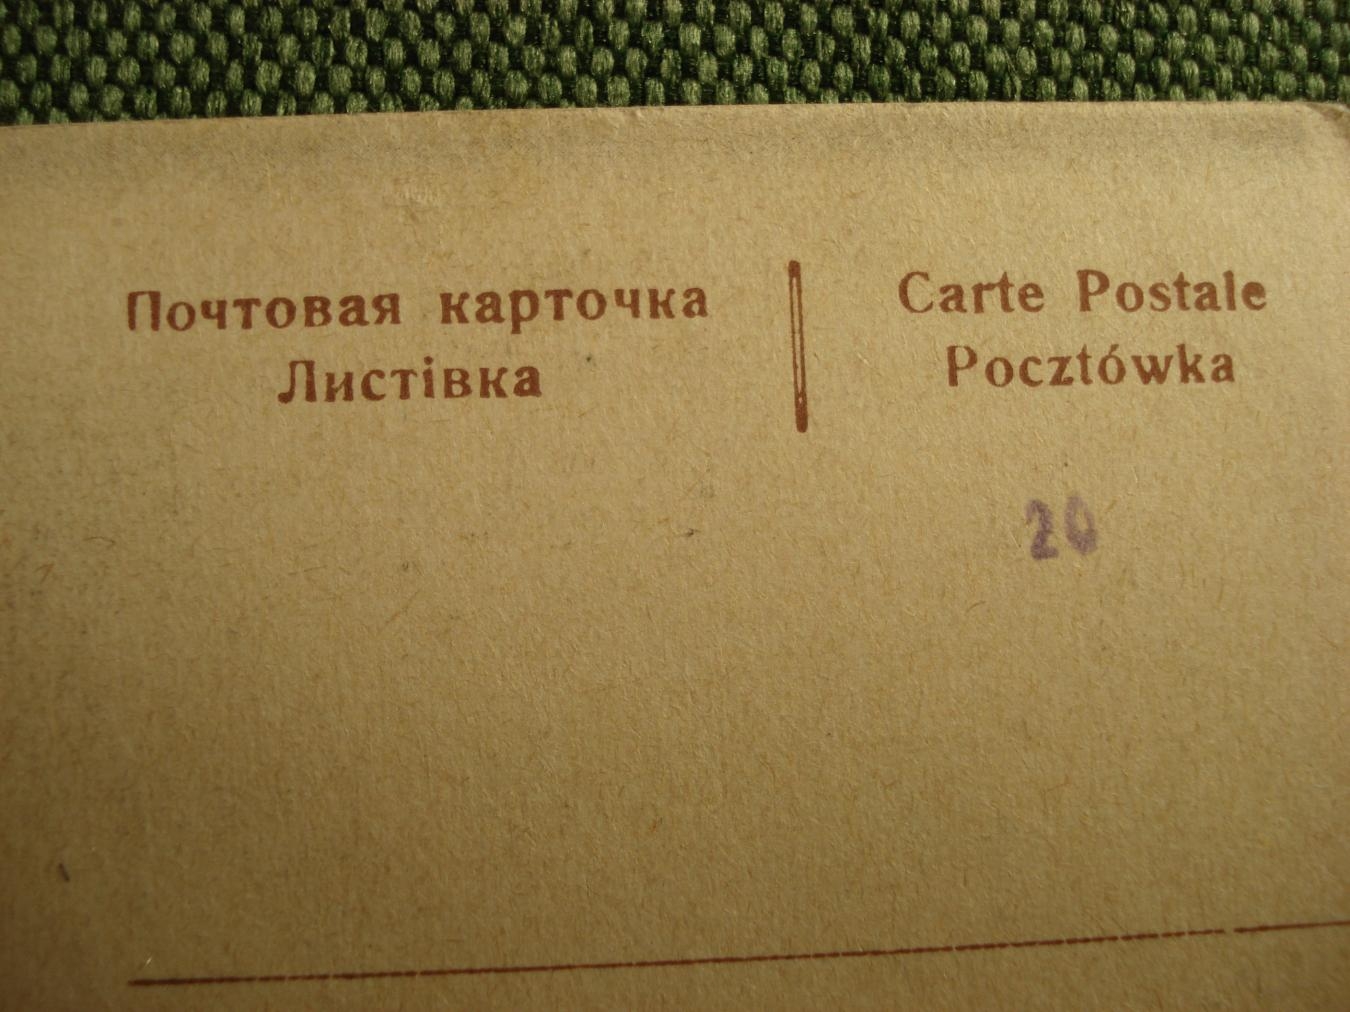 Почтовая карточка
Листівка
Carte Postale
Pocztówka
20